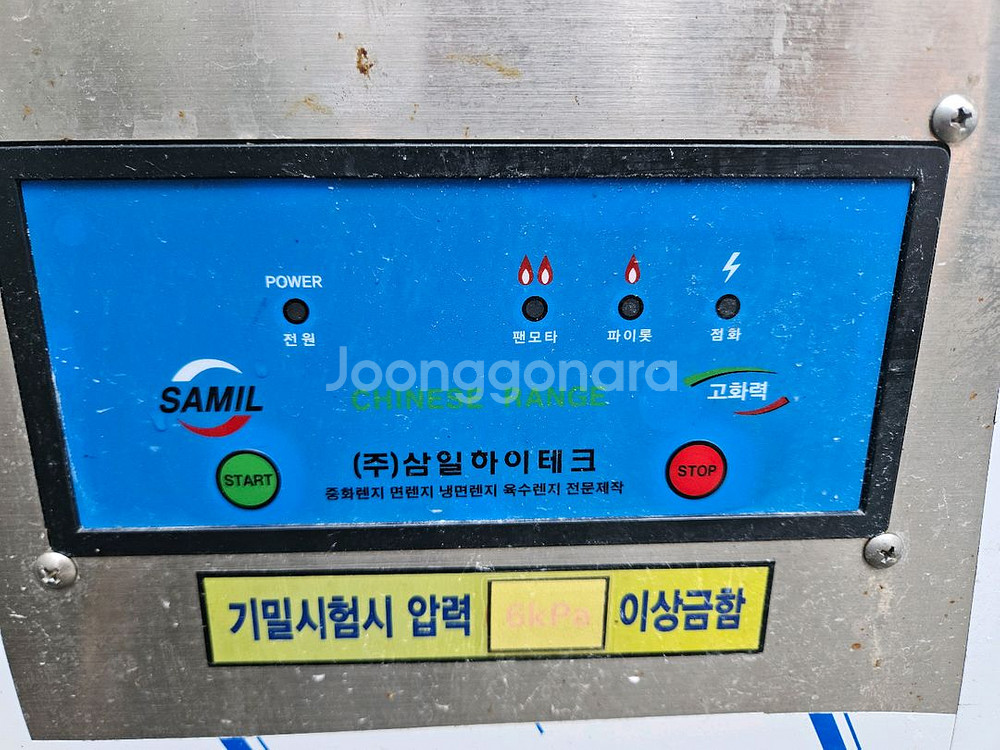 POWER
전원
팬모타
파이롯
점화
Joonggonara
SAMIL
CHINESE RANGE
고화력
START
(주)삼일하이테크
STOP
중화렌지 면렌지 냉면렌지 육수렌지 전문제작
기밀시험시 압력 6kPa 이상금함